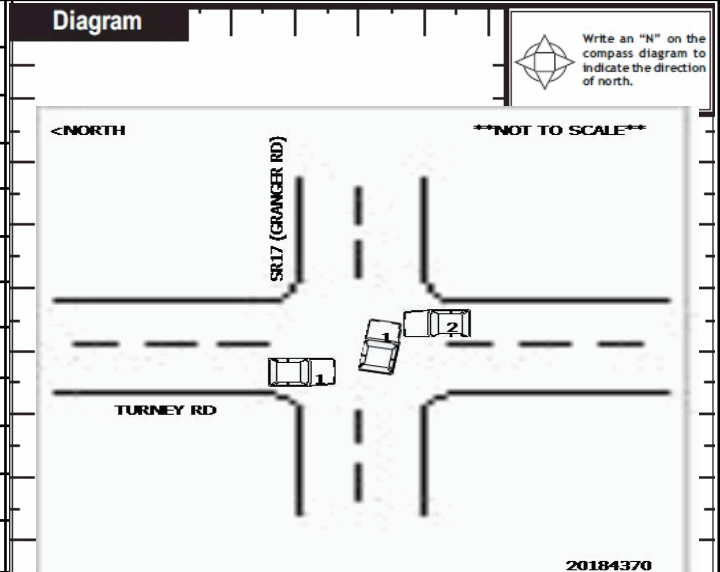 Diagram
Write an “N” on the
compass diagram to
indicate the direction
of north.
<NORTH
**NOT TO SCALE**
SR17 (GRANGER RD)
2
1
1
TURNEY RD
20184370